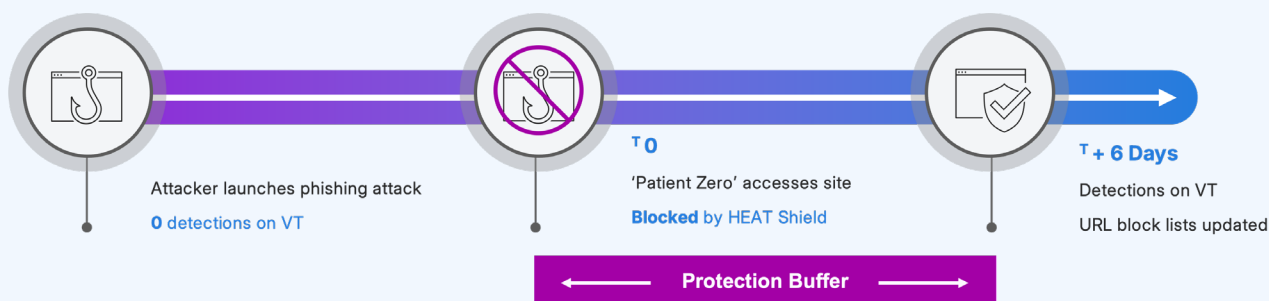 Attacker launches phishing attack
0 detections on VT
T 0
‘Patient Zero’ accesses site
Blocked by HEAT Shield
T + 6 Days
Detections on VT
URL block lists updated
Protection Buffer